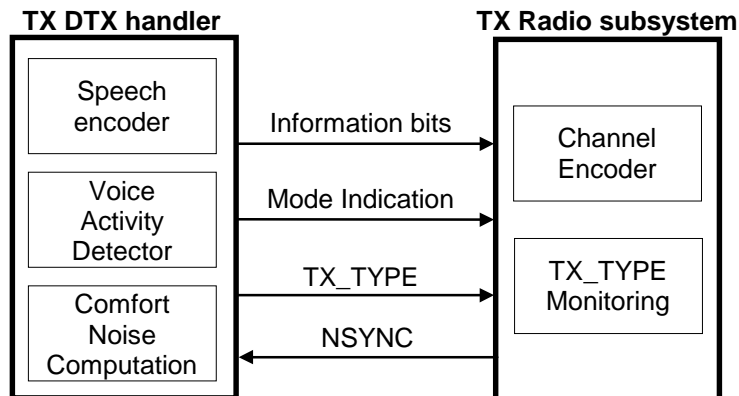 TX DTX handler
TX Radio subsystem
Speech
encoder
Information bits
Channel
Encoder
Voice
Activity
Detector
Mode Indication
TX_TYPE
TX_TYPE
Monitoring
Comfort
Noise
Computation
NSYNC